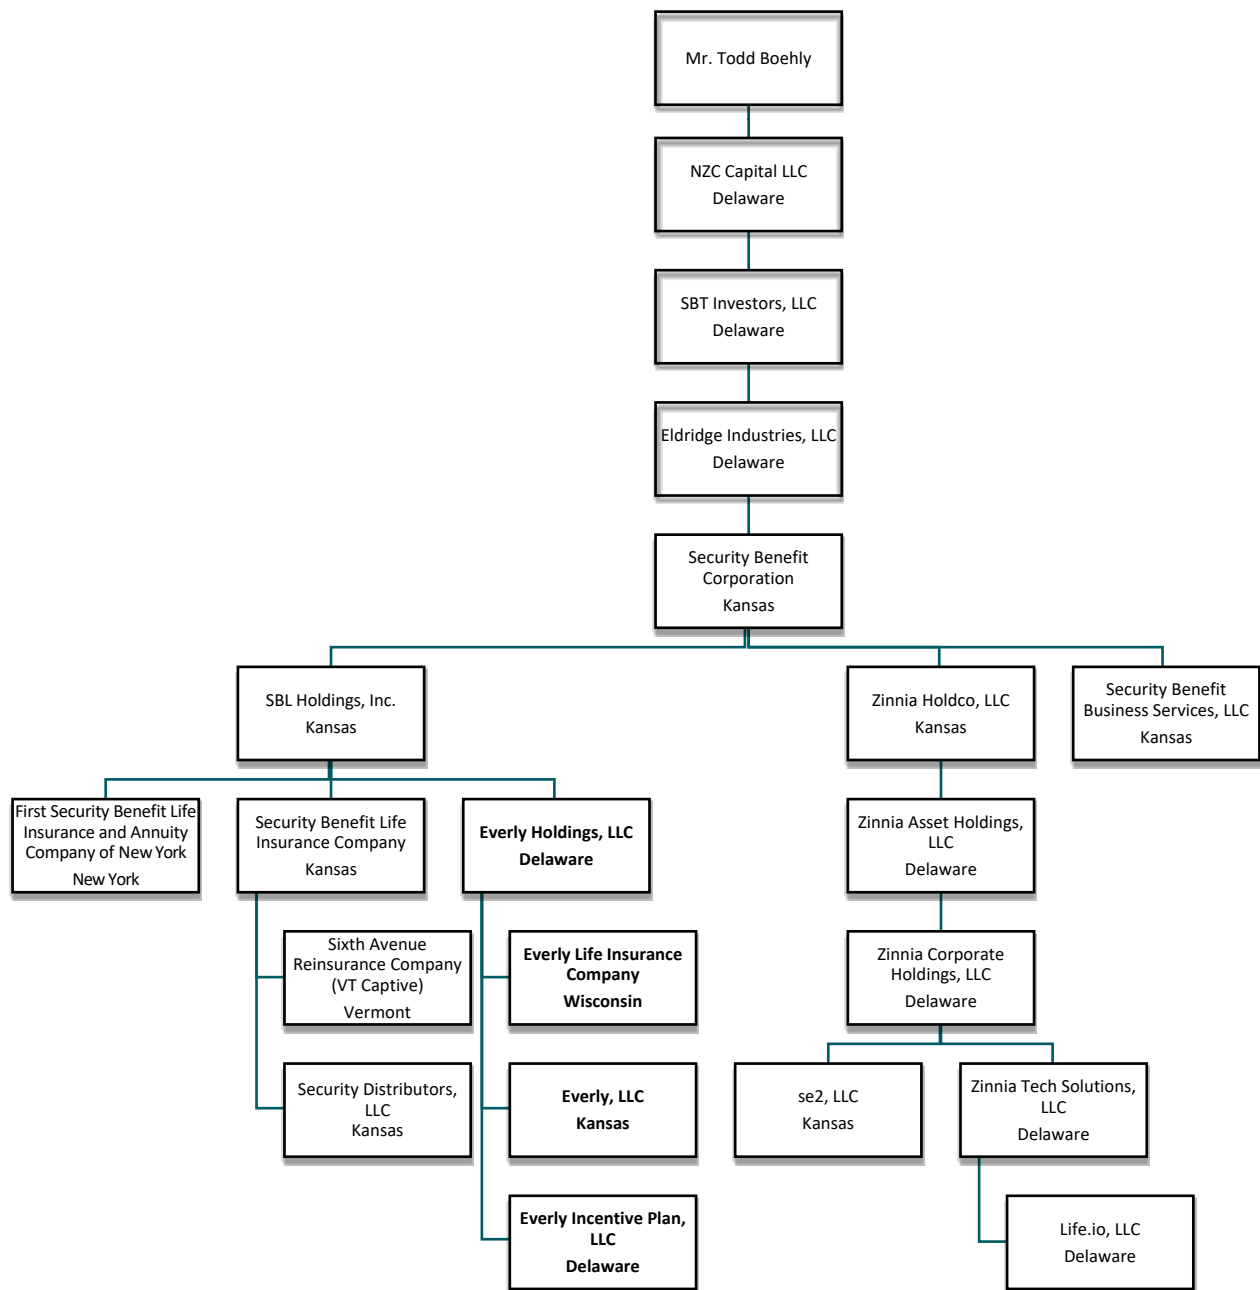 Mr. Todd Boehly
NZC Capital LLC
Delaware
SBT Investors, LLC
Delaware
Eldridge Industries, LLC
Delaware
Security Benefit
Corporation
Kansas
SBL Holdings, Inc.
Kansas
Zinnia Holdco, LLC
Kansas
Security Benefit
Business Services, LLC
Kansas
First Security Benefit Life
Insurance and Annuity
Company of New York
New York
Security Benefit Life
Insurance Company
Kansas
Everly Holdings, LLC
Delaware
Zinnia Asset Holdings,
LLC
Delaware
Sixth Avenue
Reinsurance Company
(VT Captive)
Vermont
Everly Life Insurance
Company
Wisconsin
Zinnia Corporate
Holdings, LLC
Delaware
Security Distributors,
LLC
Kansas
Everly, LLC
Kansas
se2, LLC
Kansas
Zinnia Tech Solutions,
LLC
Delaware
Everly Incentive Plan,
LLC
Delaware
Life.io, LLC
Delaware